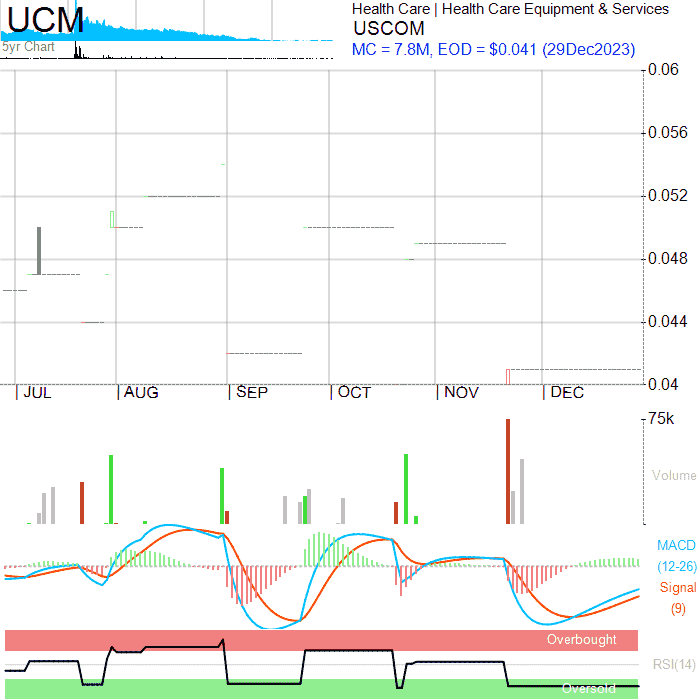 UCM
5yr Chart
Health Care | Health Care Equipment & Services
USCOM
MC = 7.8M, EOD = $0.041 (29Dec2023)
0.06
0.056
0.052
0.048
0.044
0.04
JUL AUG SEP OCT NOV DEC
75k
Volume
MACD
(12-26)
Signal
(9)
Overbought
RSI(14)
Oversold